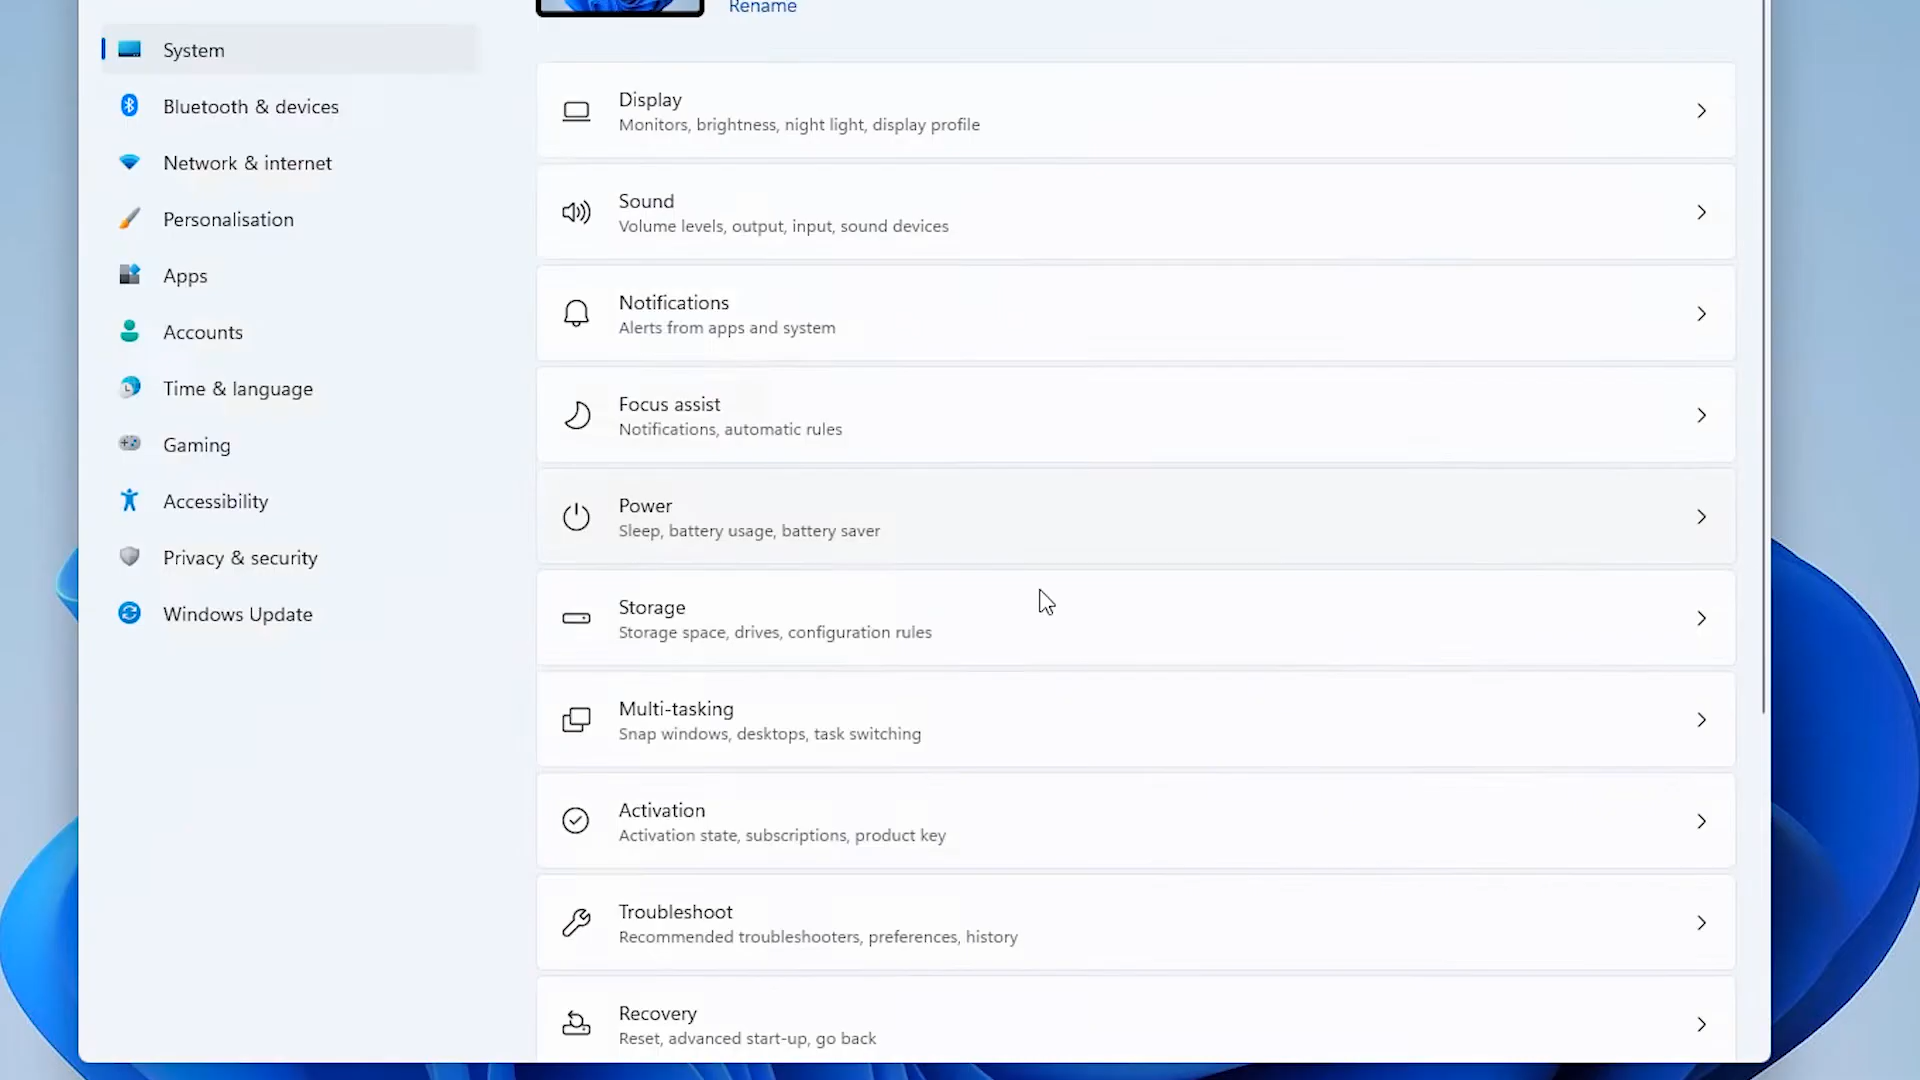 Rename
System
Bluetooth & devices
Network & internet
Personalisation
Apps
Accounts
Time & language
Gaming
Accessibility
Privacy & security
Windows Update
Display
Monitors, brightness, night light, display profile
Sound
Volume levels, output, input, sound devices
Notifications
Alerts from apps and system
Focus assist
Notifications, automatic rules
Power
Sleep, battery usage, battery saver
Storage
Storage space, drives, configuration rules
Multi-tasking
Snap windows, desktops, task switching
Activation
Activation state, subscriptions, product key
Troubleshoot
Recommended troubleshooters, preferences, history
Recovery
Reset, advanced start-up, go back